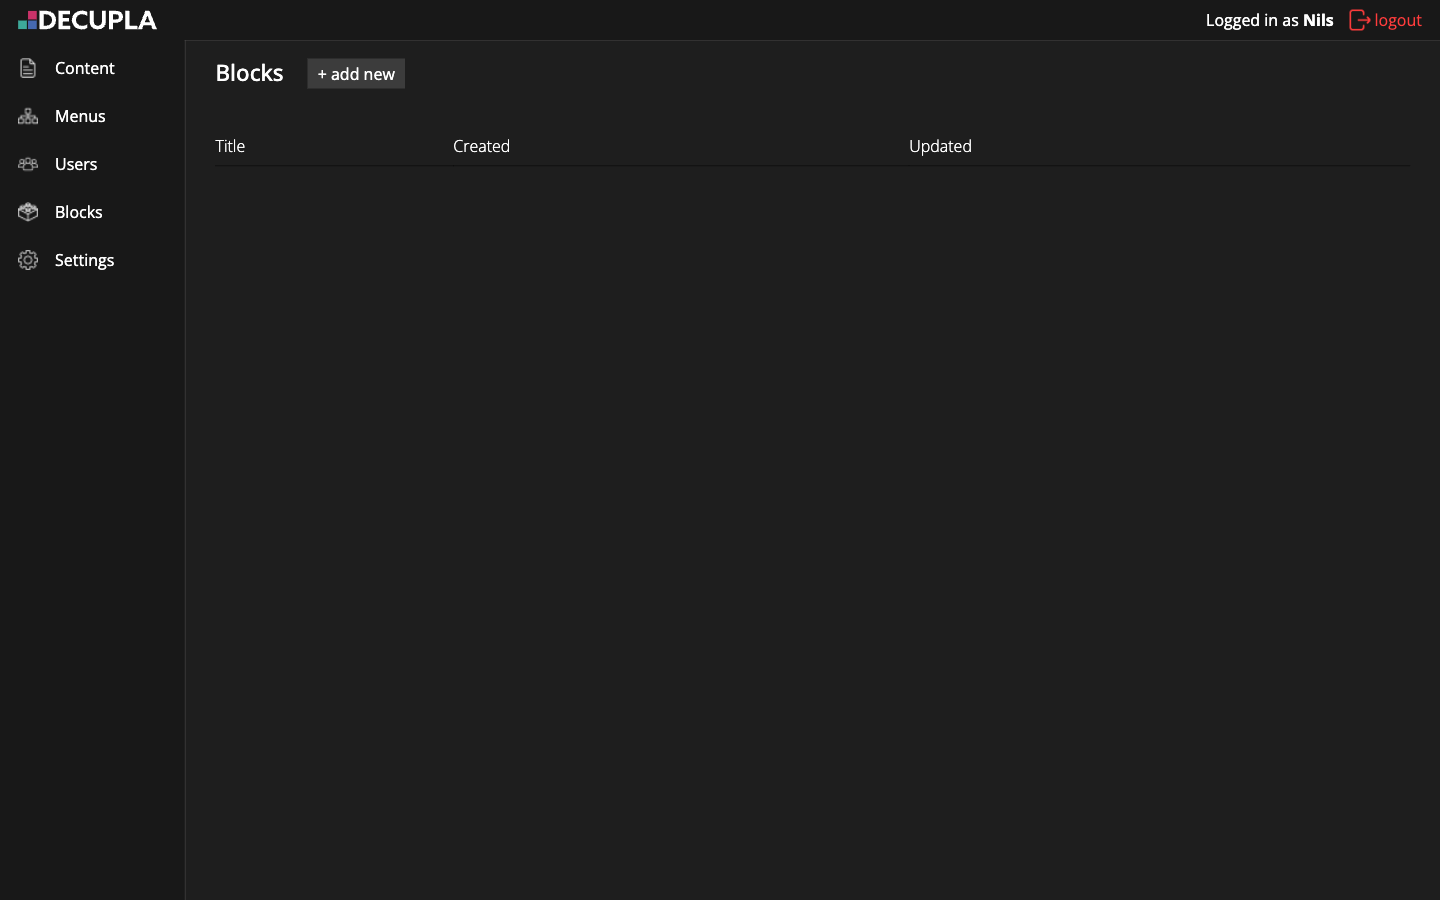 DECUPLA
Logged in as Nils
logout
Content
Menus
Users
Blocks
Settings
Blocks
+ add new
Title Created Updated